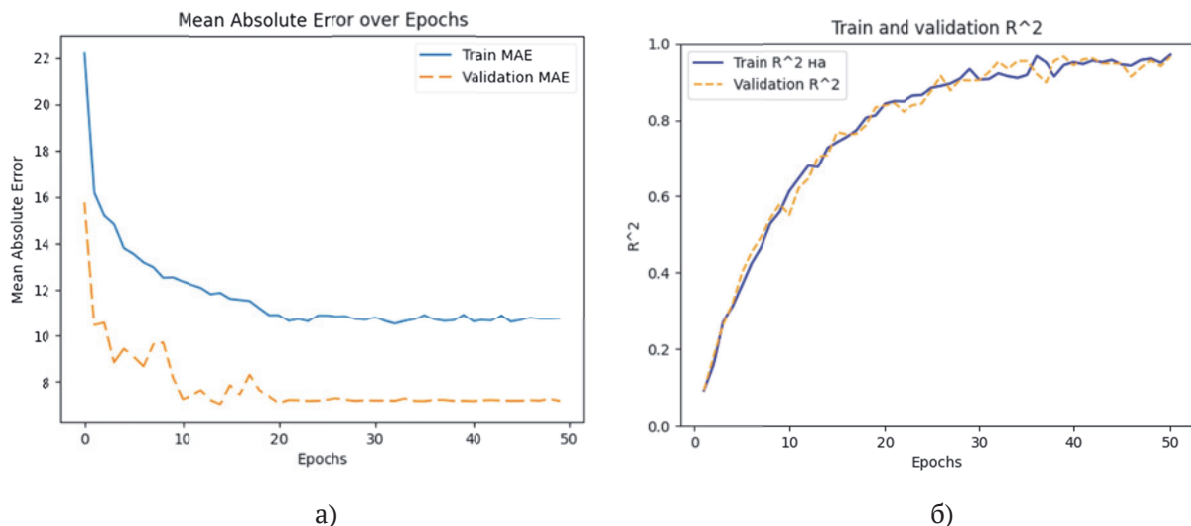 Mean Absolute Error over Epochs
Train MAE
Validation MAE
22
20
18
16
14
12
10
8
Mean Absolute Error
0
10
20
30
40
50
Epochs
а)
Train and validation R^2
Train R^2 на
Validation R^2
1.0
0.8
0.6
0.4
0.2
0.0
R^2
0
10
20
30
40
50
Epochs
б)